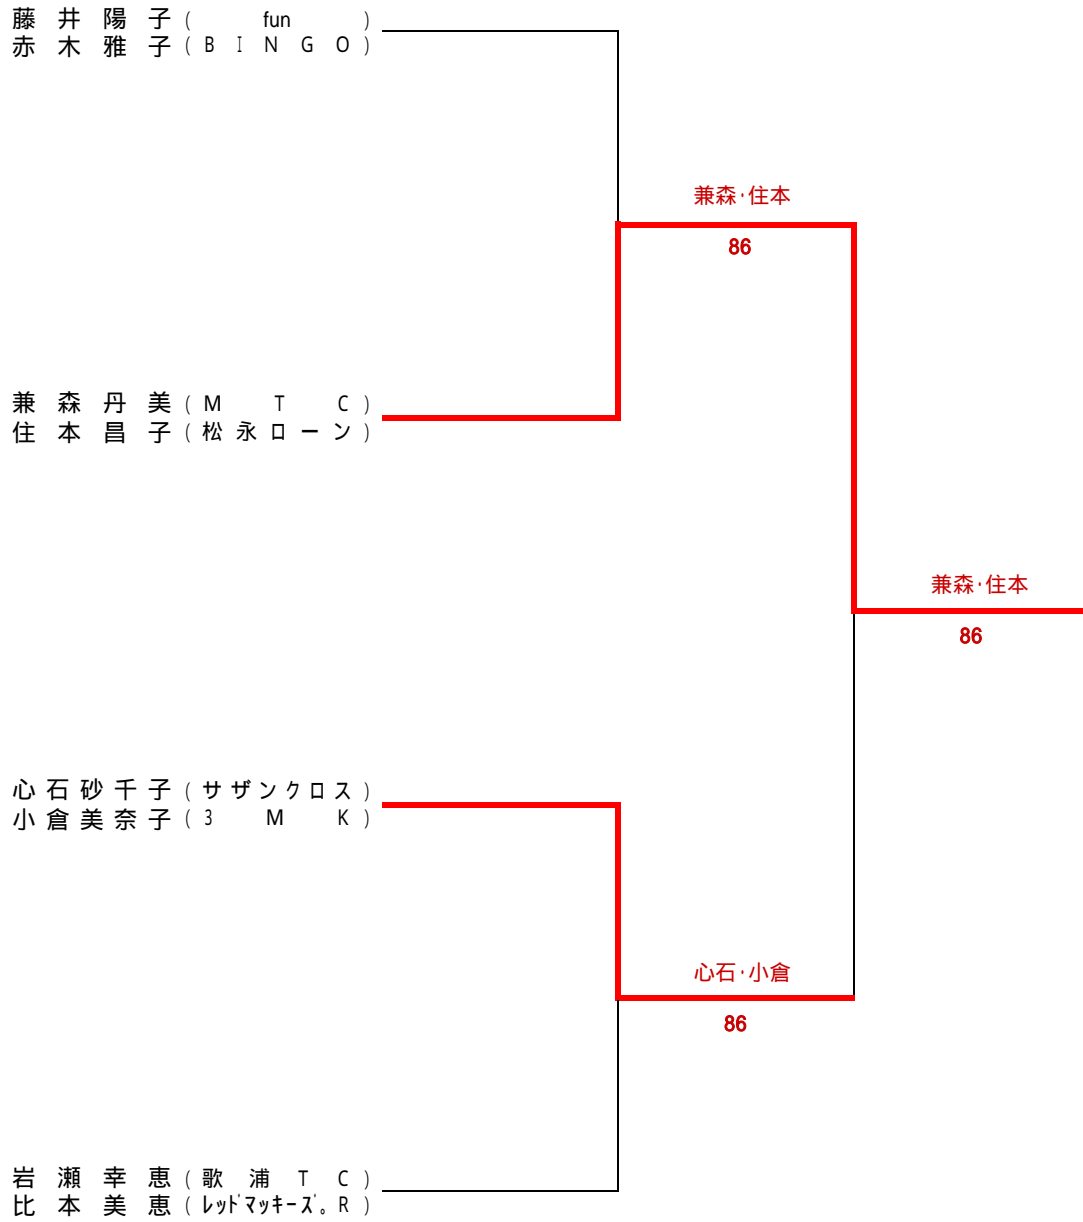 藤井陽子(fun)
赤木雅子(BINGO)
兼森・住本
86
兼森丹美(MTC)
住本昌子(松永ローン)
兼森・住本
86
心石砂千子(サザンクロス)
小倉美奈子(3MK)
心石・小倉
86
岩瀬幸恵(歌浦TC)
比本美恵(ﾚｯﾄﾞﾏｯｷｰｽﾞ。R)